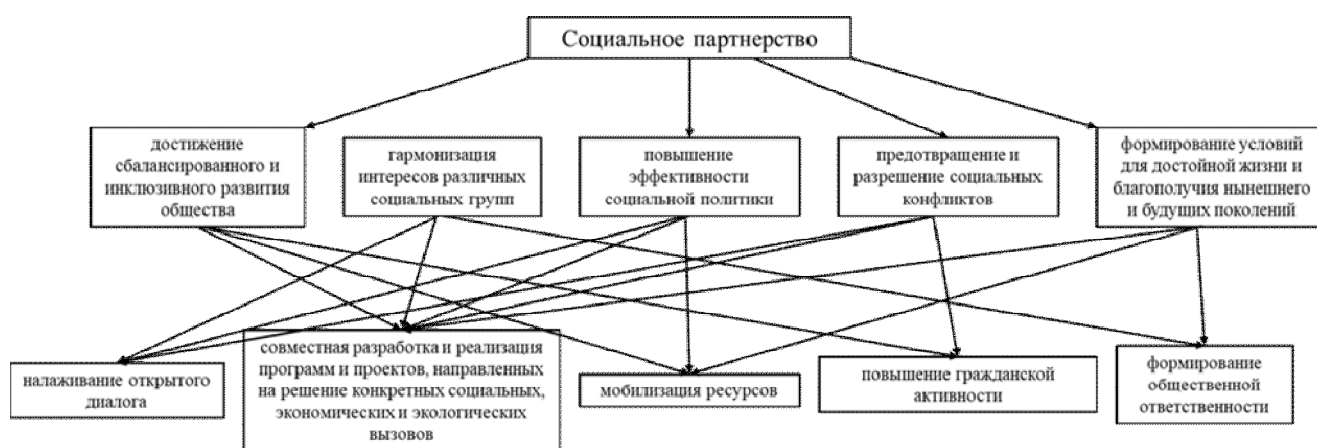 Социальное партнерство
достижение
сбалансированного и
инклюзивного развития
общества
гармонизация
интересов различных
социальных групп
повышение
эффективности
социальной политики
предотвращение и
разрешение социальных
конфликтов
формирование условий
для достойной жизни и
благополучия нынешнего
и будущих поколений
налаживание открытого
диалога
совместная разработка и реализация
программ и проектов, направленных
на решение конкретных социальных,
экономических и экологических
вызовов
мобилизация ресурсов
повышение гражданской
активности
формирование
общественной
ответственности